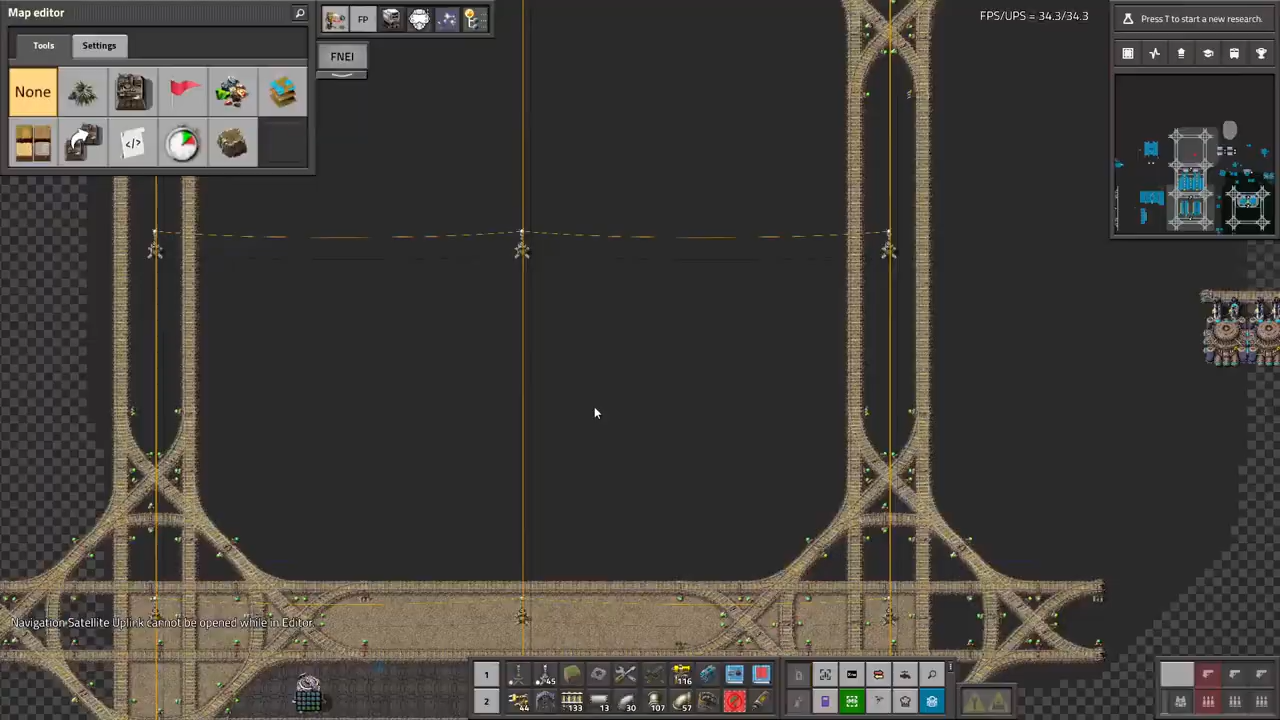 Map editor
FP
FPS/UPS = 34.3/34.3
Press T to start a new research.
Tools
Settings
FNEI
None
</>
Navigation Satellite Uplink cannot be opened while in Editor.
1
45
116
2
44
133
13
30
107
57